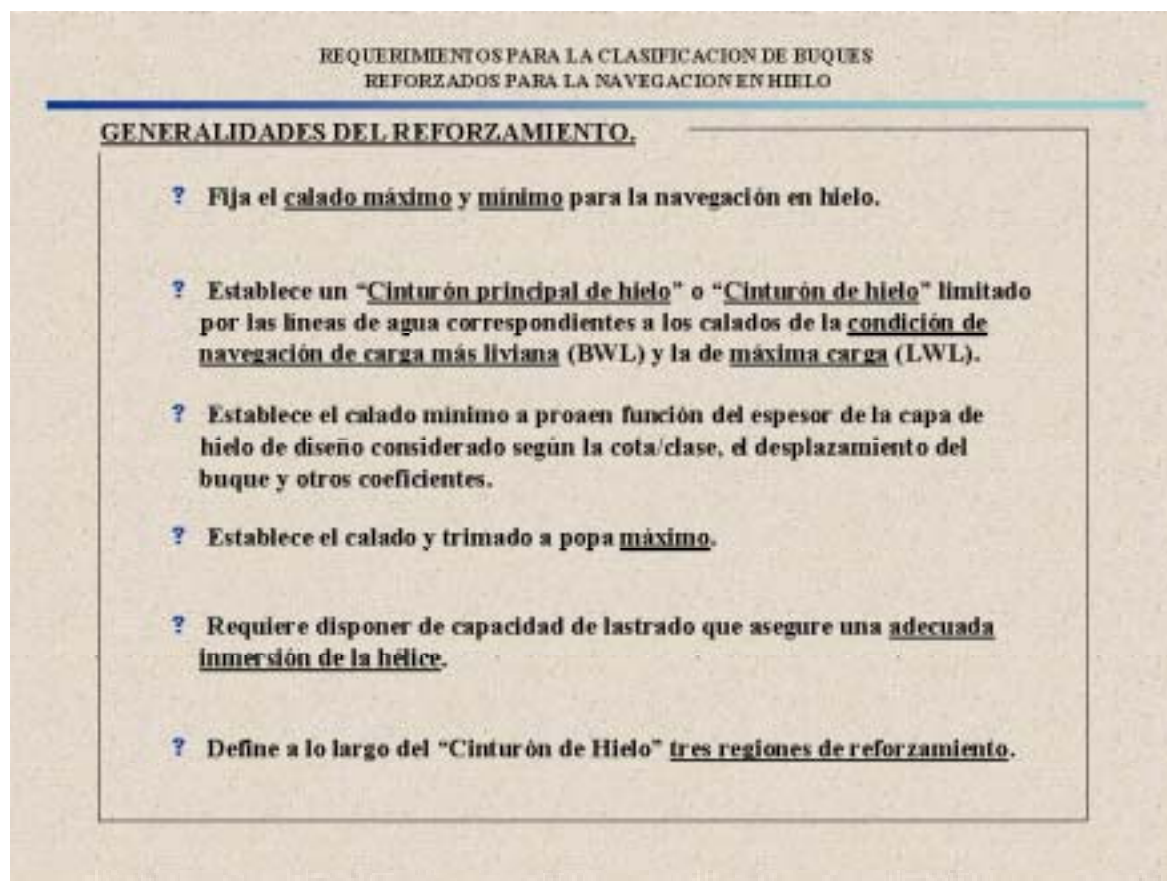 REQUERIMIENTOS PARA LA CLASIFICACION DE BUQUES
REFORZADOS PARA LA NAVEGACION EN HIELO
GENERALIDADES DEL REFORZAMIENTO.
? Fija el calado máximo y mínimo para la navegación en hielo.
? Establece un “Cinturón principal de hielo” o “Cinturón de hielo” limitado
por las líneas de agua correspondientes a los calados de la condición de
navegación de carga más liviana (BWL) y la de máxima carga (LWL).
? Establece el calado mínimo a proaen función del espesor de la capa de
hielo de diseño considerado según la cota/clase, el desplazamiento del
buque y otros coeficientes.
? Establece el calado y trimado a popa máximo.
? Requiere disponer de capacidad de lastrado que asegure una adecuada
inmersión de la hélice.
? Define a lo largo del “Cinturón de Hielo” tres regiones de reforzamiento.